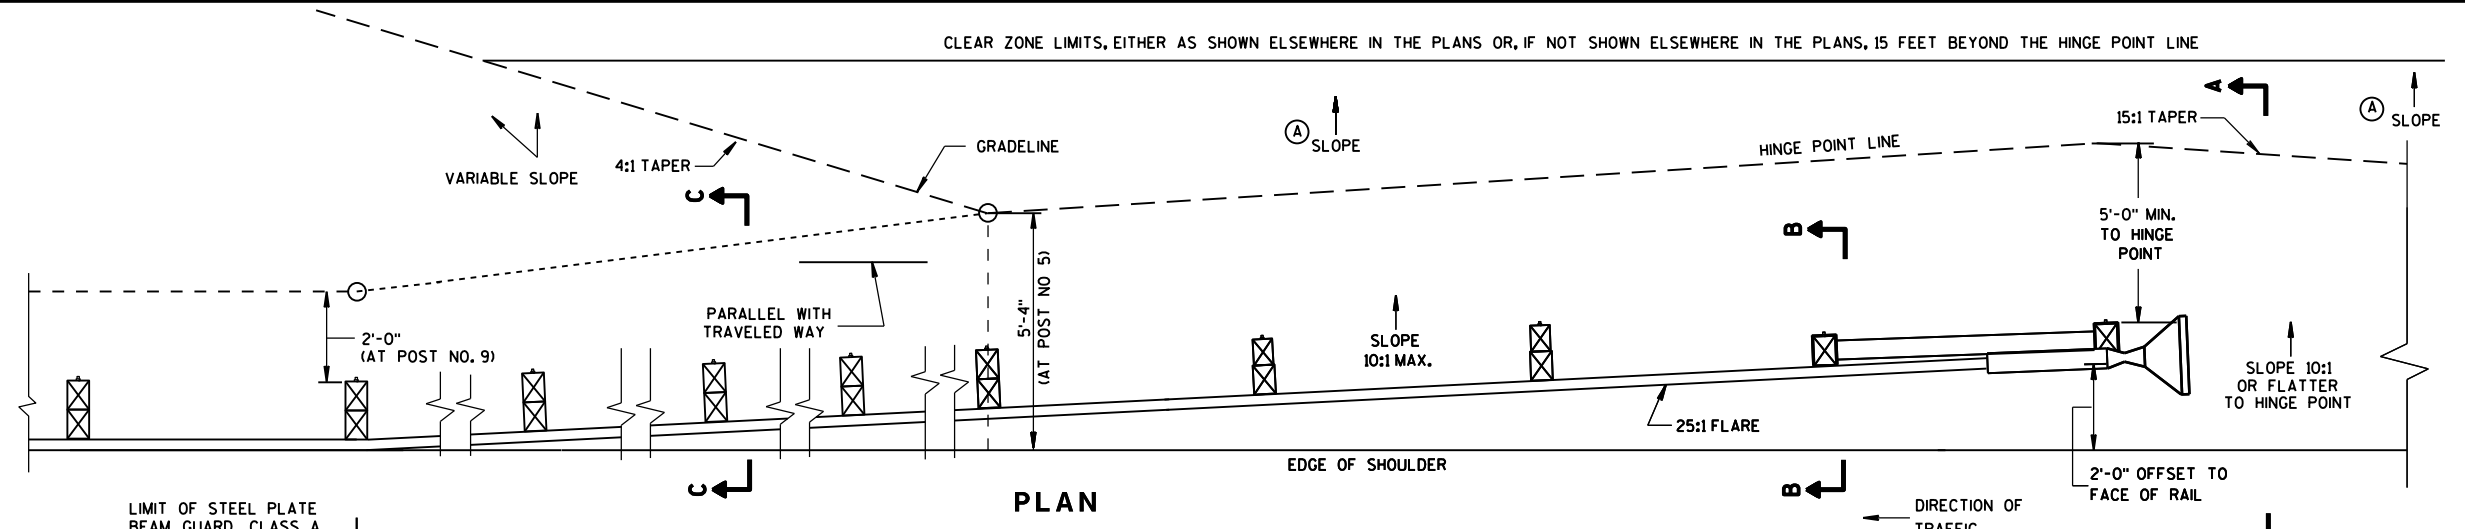 CLEAR ZONE LIMITS, EITHER AS SHOWN ELSEWHERE IN THE PLANS OR, IF NOT SHOWN ELSEWHERE IN THE PLANS, 15 FEET BEYOND THE HINGE POINT LINE
A
A
SLOPE
15:1 TAPER
A
SLOPE
HINGE POINT LINE
GRADELINE
4:1 TAPER
VARIABLE SLOPE
C
B
5'-0" MIN.
TO HINGE
POINT
5'-4"
(AT POST NO 5)
PARALLEL WITH
TRAVELED WAY
2'-0"
(AT POST NO. 9)
SLOPE
10:1 MAX.
SLOPE 10:1
OR FLATTER
TO HINGE POINT
25:1 FLARE
EDGE OF SHOULDER
C
B
2'-0" OFFSET TO
FACE OF RAIL
PLAN
LIMIT OF STEEL PLATE
BEAM GUARD, CLASS A
DIRECTION OF
TRAFFIC